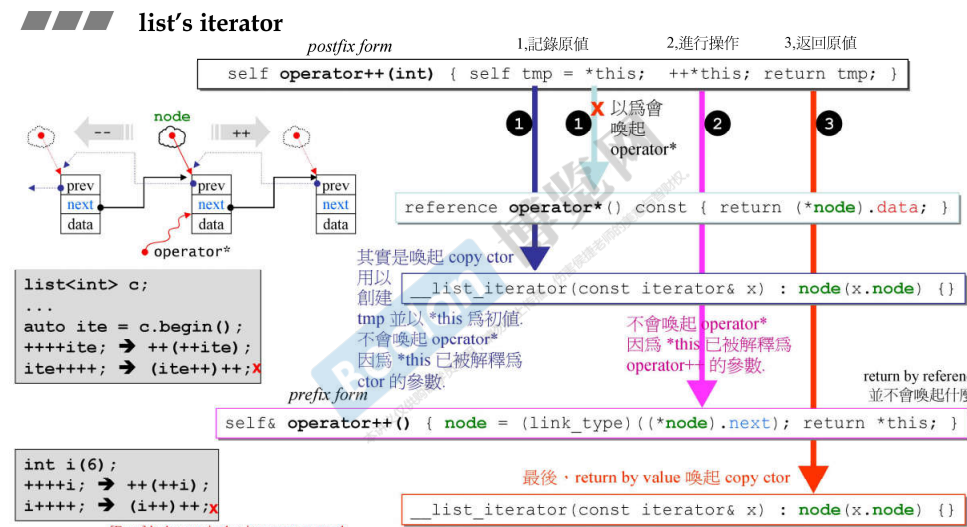 list's iterator
postfix form
1,記錄原値
2,進行操作
3,返回原値
self operator++(int) { self tmp = *this;  ++*this; return tmp; }
1
1
x 以爲會
喚起
operator*
2
3
node
--
++
prev
next
data
prev
next
data
prev
next
data
operator*
reference operator*() const { return (*node).data; }
其實是喚起 copy ctor
用以
創建
tmp 並以 *this 爲初值.
不會喚起 operator*
因爲 *this 已被解釋爲
ctor 的參數.
__list_iterator(const iterator& x) : node(x.node) {}
不會喚起 operator*
因爲 *this 已被解釋爲
operator++ 的參數.
list<int> c;
...
auto ite = c.begin();
++++ite; ➔ ++(++ite);
ite++++; ➔ (ite++)++;x
return by referen
並不會喚起什
prefix form
self& operator++() { node = (link_type)((*node).next); return *this; }
int i(6);
++++i; ➔ ++(++i);
i++++; ➔ (i++)++;x
最後、return by value 喚起 copy ctor
__list_iterator(const iterator& x) : node(x.node) {}
Boolan
博览网